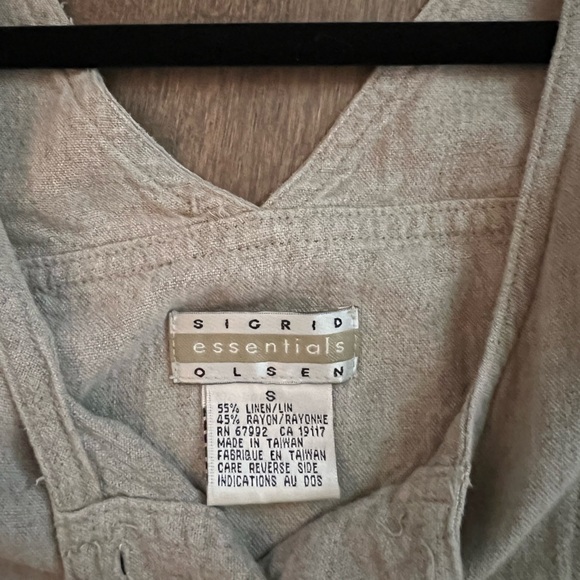 SIGRID
essentials
OLSEN
S
55% LINEN/LIN
45% RAYON/RAYONNE
RN 67992 CA 19117
MADE IN TAIWAN
FABRIQUE EN TAIWAN
CARE REVERSE SIDE
INDICATIONS AU DOS